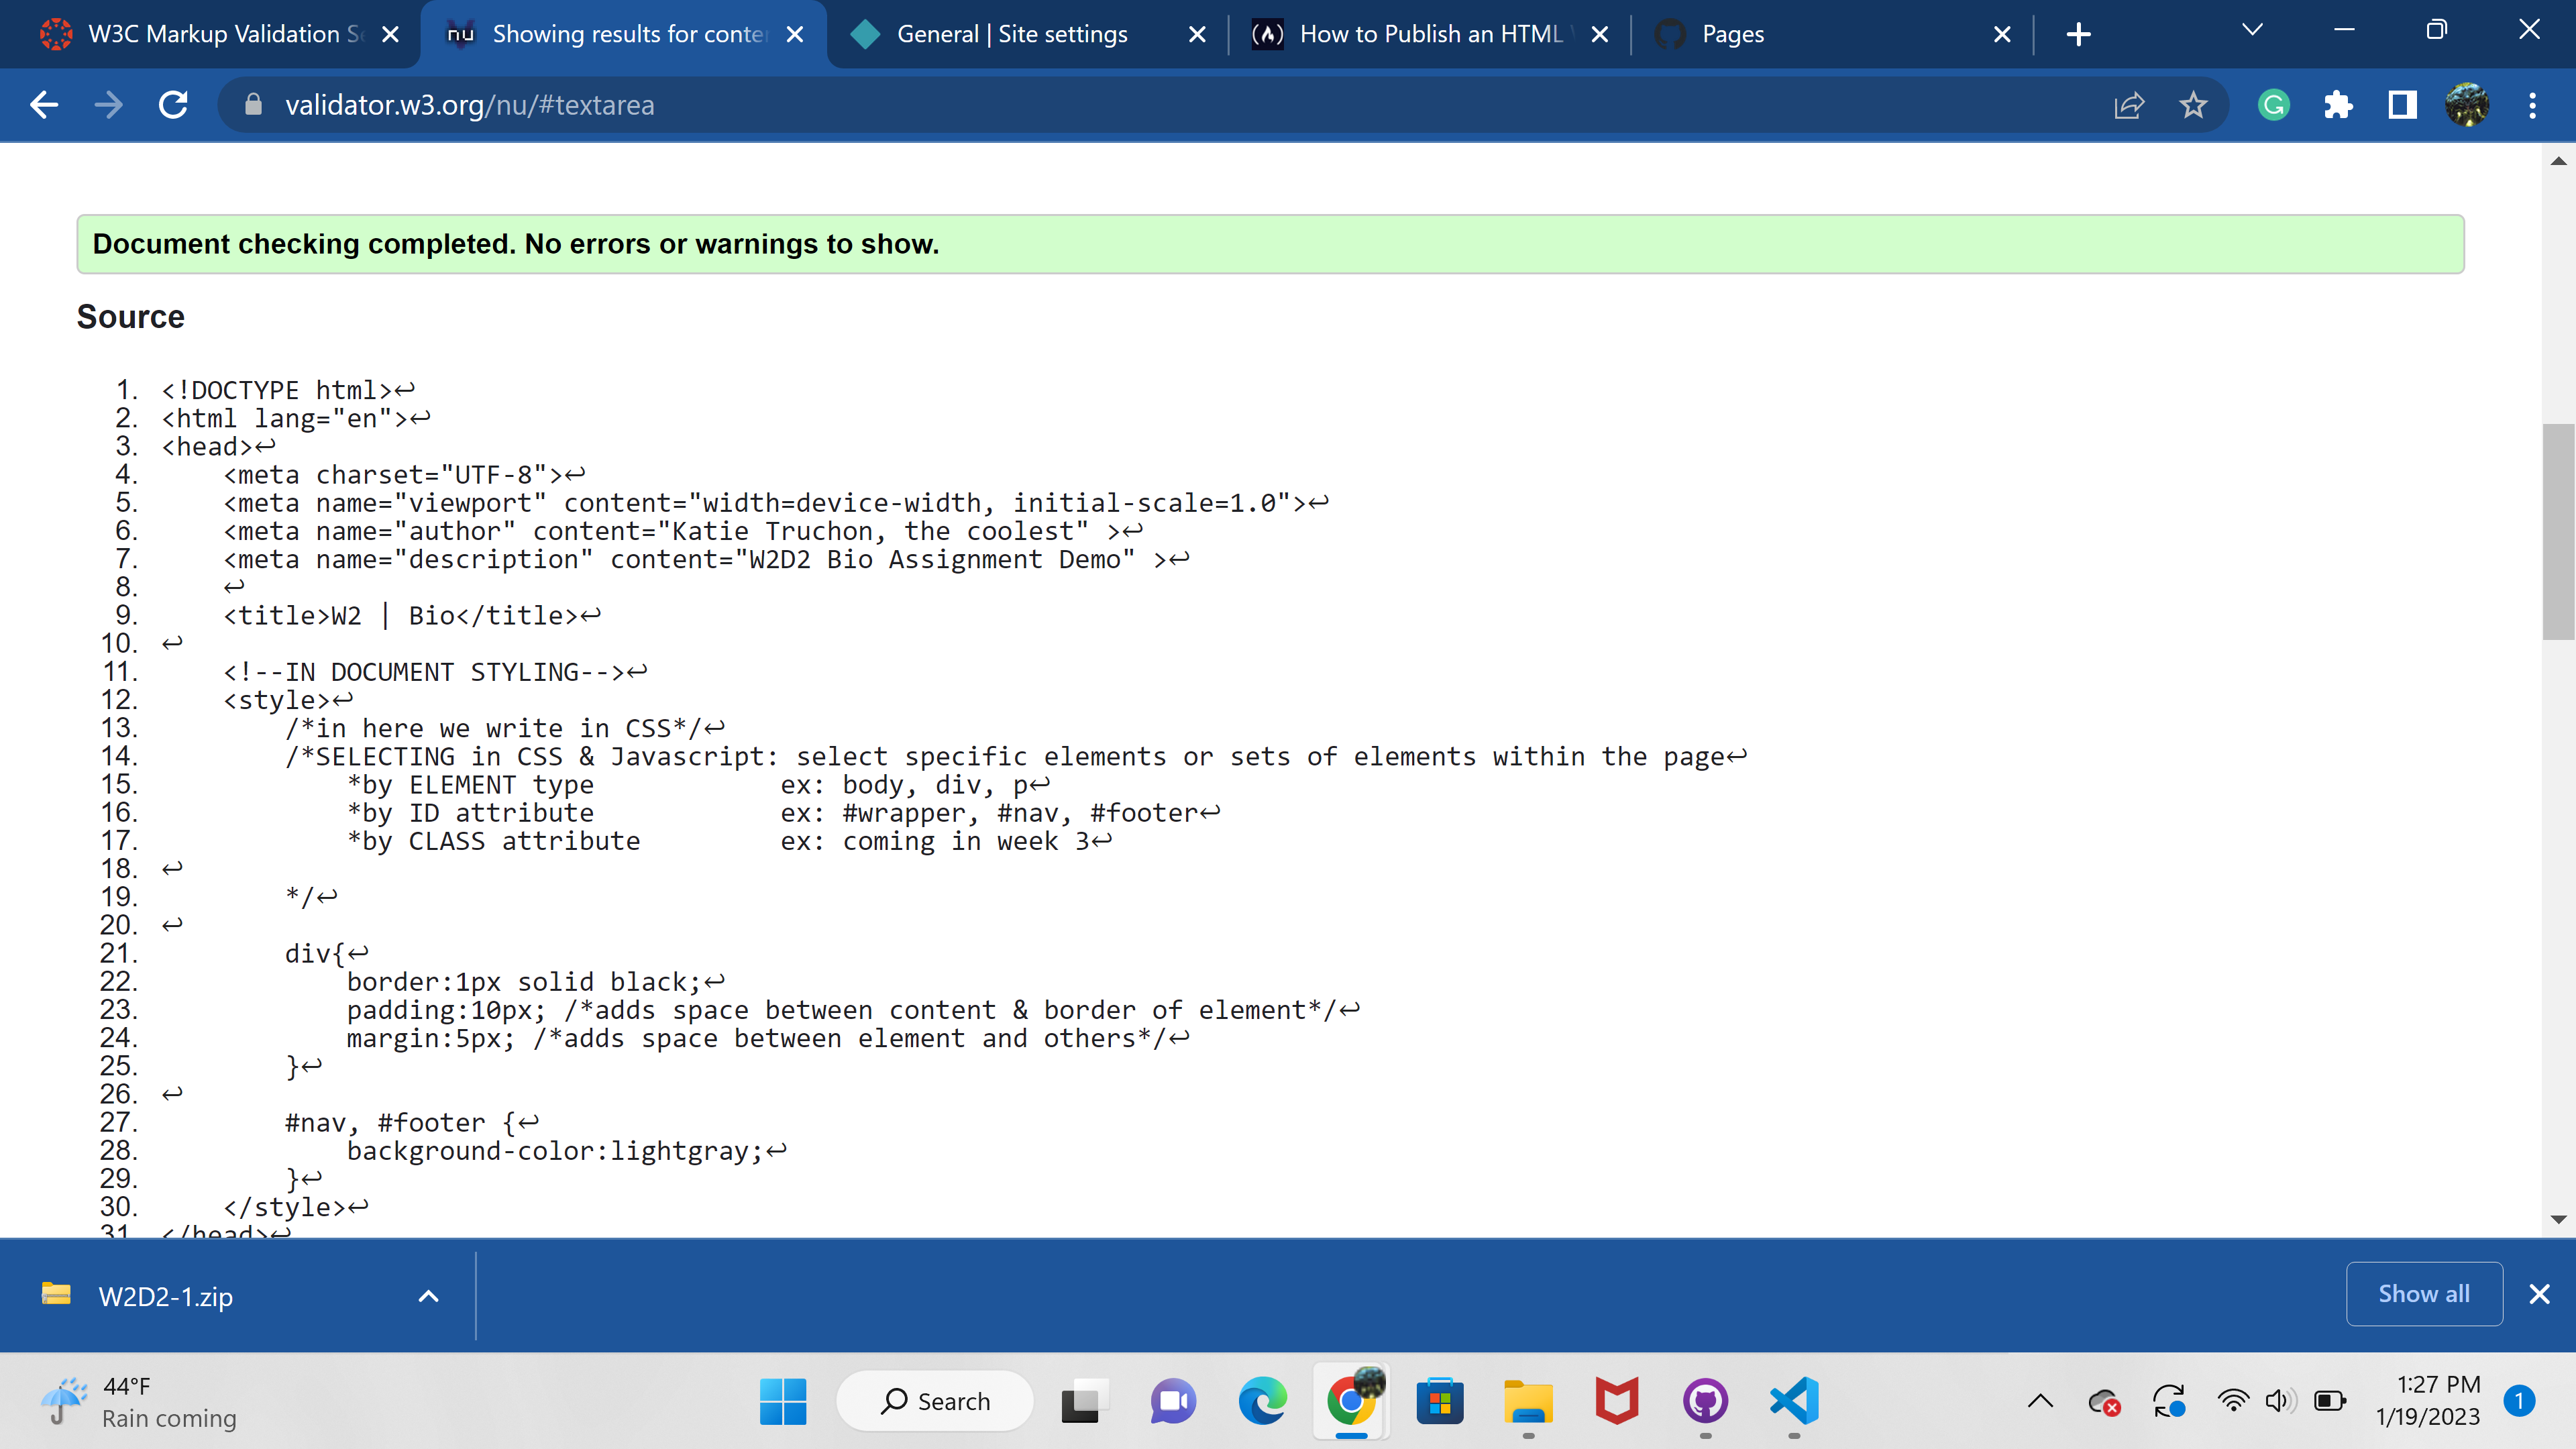 W3C Markup Validation Se
Showing results for conten
General | Site settings
How to Publish an HTML
Pages
validator.w3.org/nu/#textarea
Document checking completed. No errors or warnings to show.
Source
1. <!DOCTYPE html>↩
2. <html lang="en">↩
3. <head>↩
4.     <meta charset="UTF-8">↩
5.     <meta name="viewport" content="width=device-width, initial-scale=1.0">↩
6.     <meta name="author" content="Katie Truchon, the coolest" >↩
7.     <meta name="description" content="W2D2 Bio Assignment Demo" >↩
8.     ↩
9.     <title>W2 | Bio</title>↩
10. ↩
11.     <!--IN DOCUMENT STYLING-->↩
12.     <style>↩
13.         /*in here we write in CSS*/↩
14.         /*SELECTING in CSS & Javascript: select specific elements or sets of elements within the page↩
15.             *by ELEMENT type            ex: body, div, p↩
16.             *by ID attribute            ex: #wrapper, #nav, #footer↩
17.             *by CLASS attribute         ex: coming in week 3↩
18. ↩
19.         */↩
20. ↩
21.         div{↩
22.             border:1px solid black;↩
23.             padding:10px; /*adds space between content & border of element*/↩
24.             margin:5px; /*adds space between element and others*/↩
25.         }↩
26. ↩
27.         #nav, #footer {↩
28.             background-color:lightgray;↩
29.         }↩
30.     </style>↩
31. </head>↩
W2D2-1.zip
Show all
44°F
Rain coming
Search
1:27 PM
1/19/2023
1